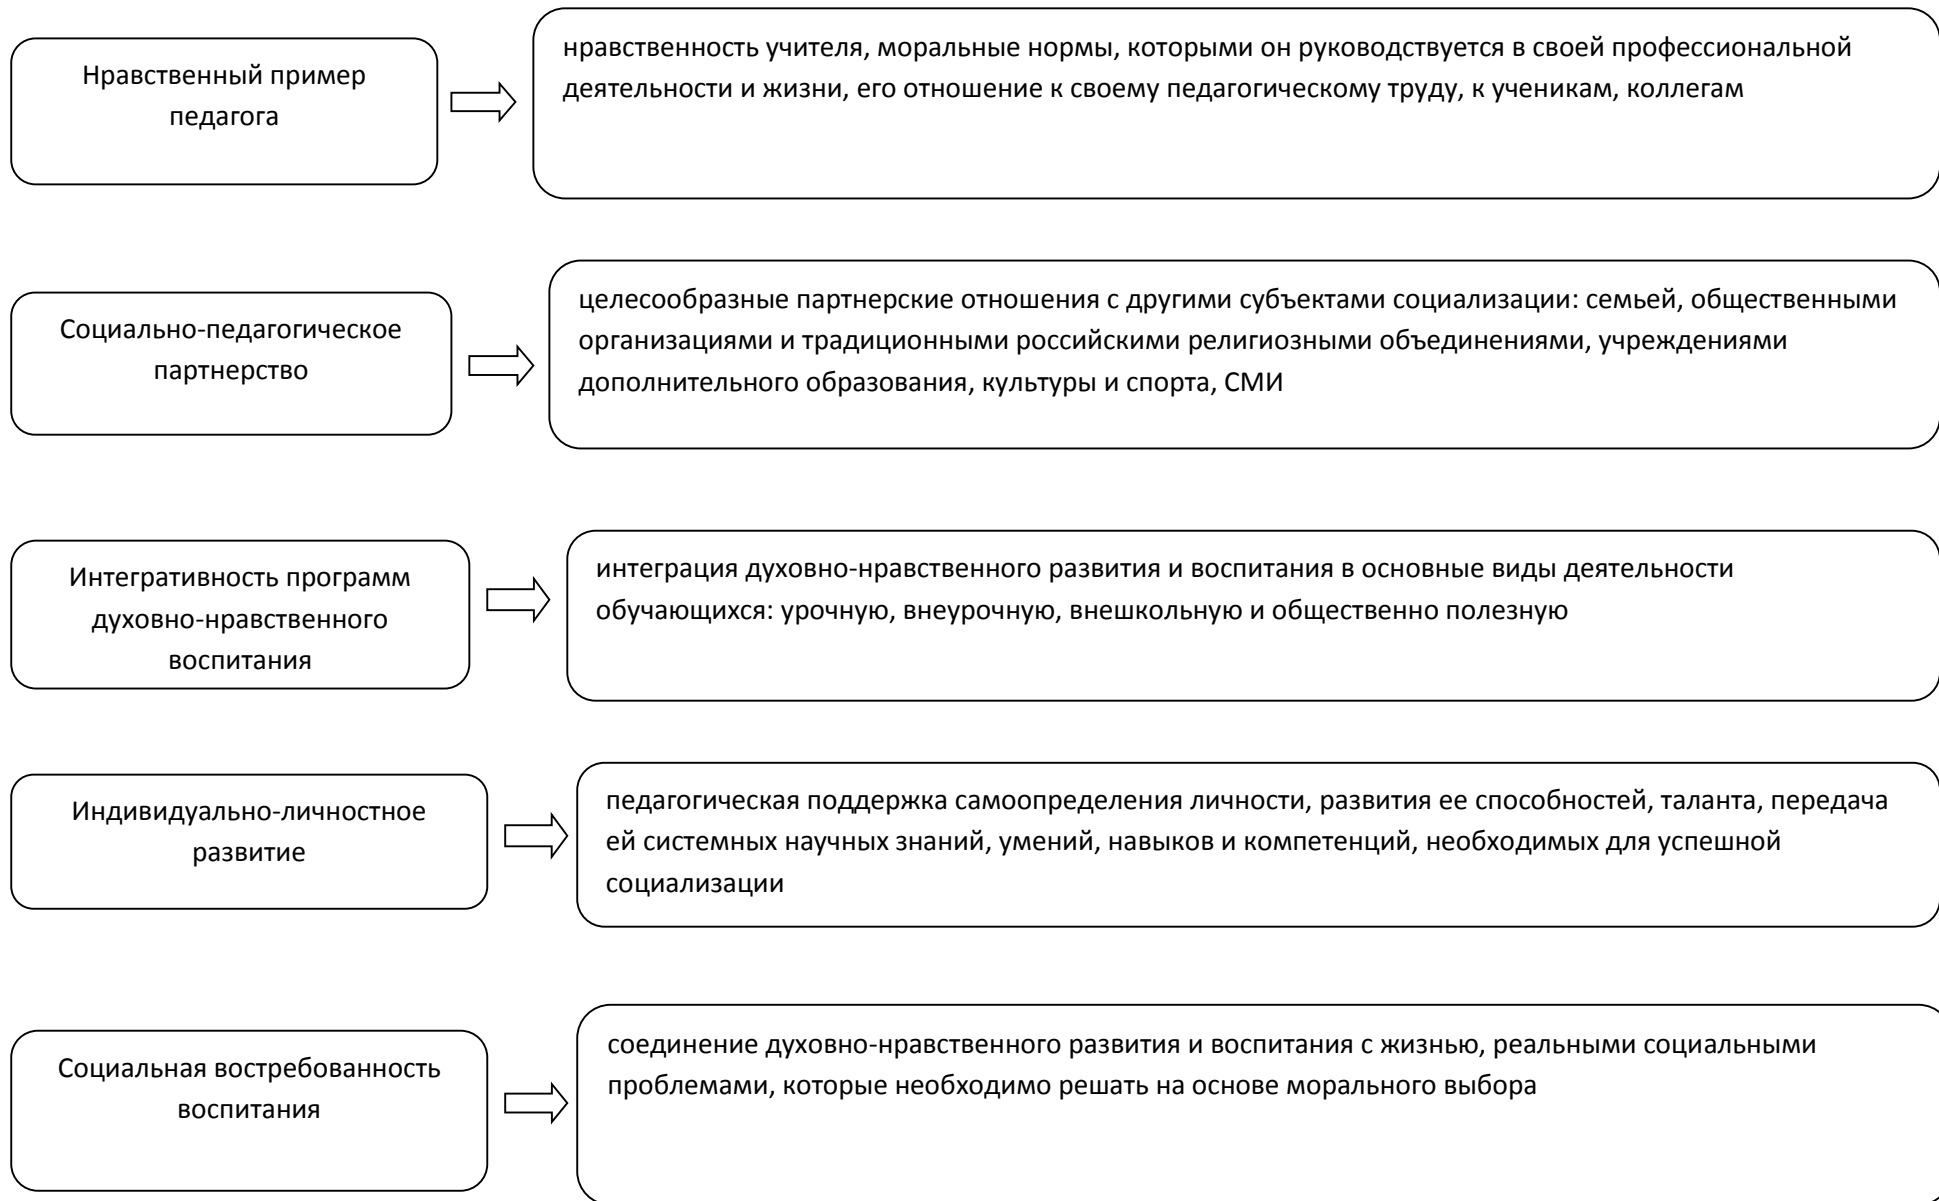 Нравственный пример
педагога
нравственность учителя, моральные нормы, которыми он руководствуется в своей профессиональной
деятельности и жизни, его отношение к своему педагогическому труду, к ученикам, коллегам
Социально-педагогическое
партнерство
целесообразные партнерские отношения с другими субъектами социализации: семьей, общественными
организациями и традиционными российскими религиозными объединениями, учреждениями
дополнительного образования, культуры и спорта, СМИ
Интегративность программ
духовно-нравственного
воспитания
интеграция духовно-нравственного развития и воспитания в основные виды деятельности
обучающихся: урочную, внеурочную, внешкольную и общественно полезную
Индивидуально-личностное
развитие
педагогическая поддержка самоопределения личности, развития ее способностей, таланта, передача
ей системных научных знаний, умений, навыков и компетенций, необходимых для успешной
социализации
Социальная востребованность
воспитания
соединение духовно-нравственного развития и воспитания с жизнью, реальными социальными
проблемами, которые необходимо решать на основе морального выбора